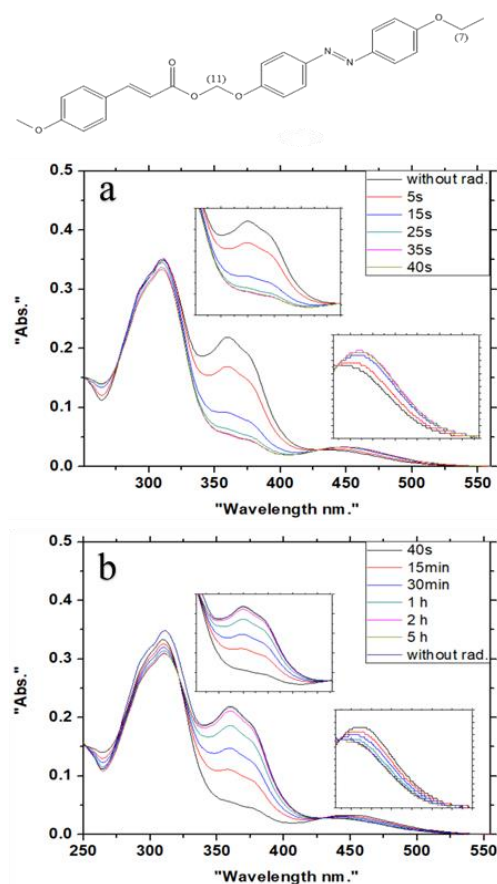 O
O
N
N
(7)
(11)
O
O
O
a
without rad.
5s
15s
25s
35s
40s
0.5
0.4
0.3
0.2
0.1
0.0
"Abs."
300 350 400 450 500 550
"Wavelength nm."
b
40s
15min
30min
1 h
2 h
5 h
without rad.
0.5
0.4
0.3
0.2
0.1
0.0
"Abs."
250 300 350 400 450 500 550
"Wavelength nm."